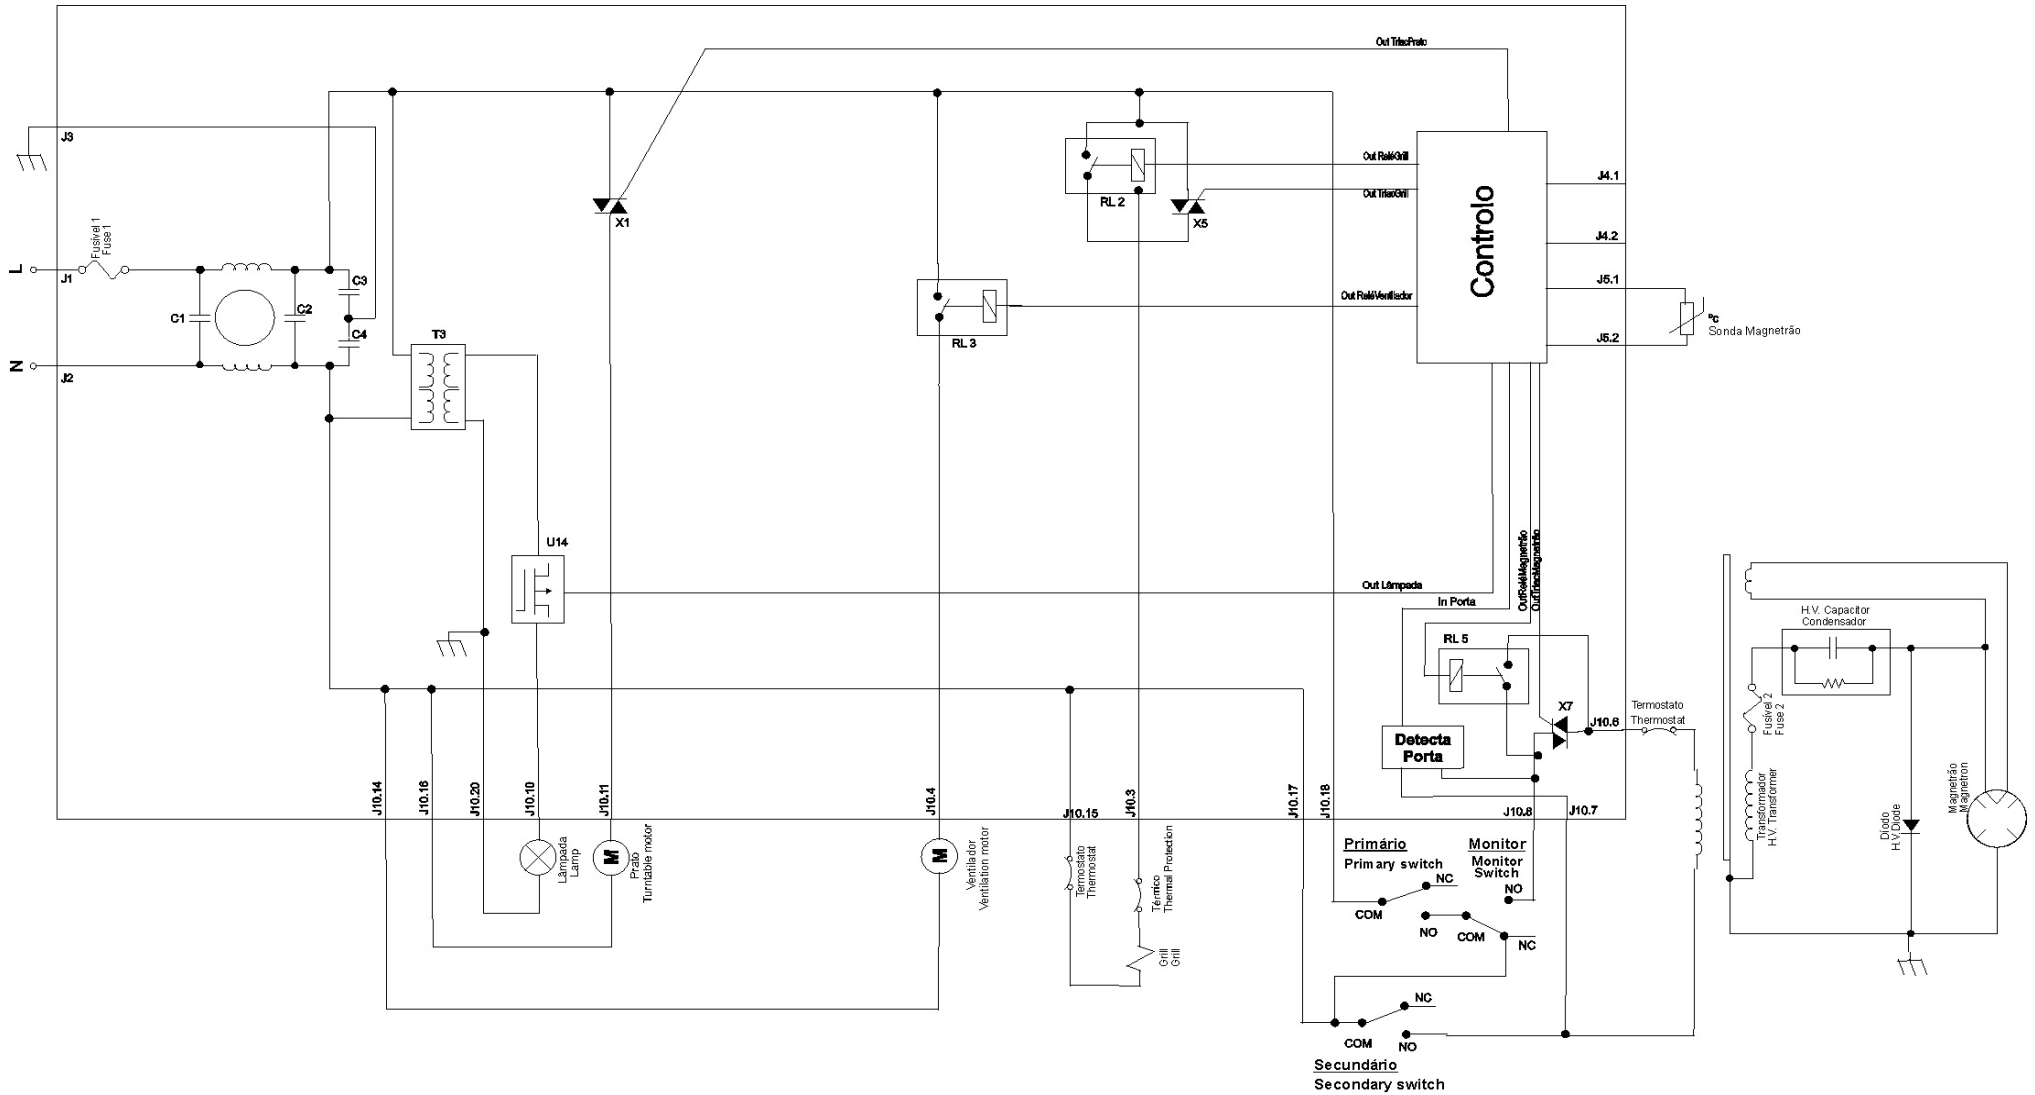 Out TriacPrato
J3
Out ReléGrill
RL 2
Out TriacGrill
X1
X5
Controlo
J4.1
J4.2
J5.1
J5.2
ºC
Sonda Magnetrão
Fusível 1
Fuse1
L
J1
C3
C1
C2
C4
N
J2
T3
Out ReléVentilador
RL 3
U14
Out Lâmpada
In Porta
OutReléMagnetrão
OutTriacMagnetrão
RL 5
X7
J10.6
Detecta
Porta
Termostato
Thermostat
H.V. Capacitor
Condensador
Fusível 2
Fuse 2
Transformador
H.V. Transformer
Díodo
H.V.Diode
Magnetrão
Magnetron
J10.14
J10.16
J10.20
J10.10
J10.11
J10.4
J10.15
J10.3
J10.17
J10.18
J10.8
J10.7
Lâmpada
Lamp
M
Prato
Turntable motor
M
Ventilador
Ventilation motor
Termostato
Thermostat
Térmico
Thermal Protection
Grill
Grill
Primário
Primary switch
Monitor
Monitor
Switch
NC
NO
COM
NO
COM
NC
NC
COM
NO
Secundário
Secondary switch